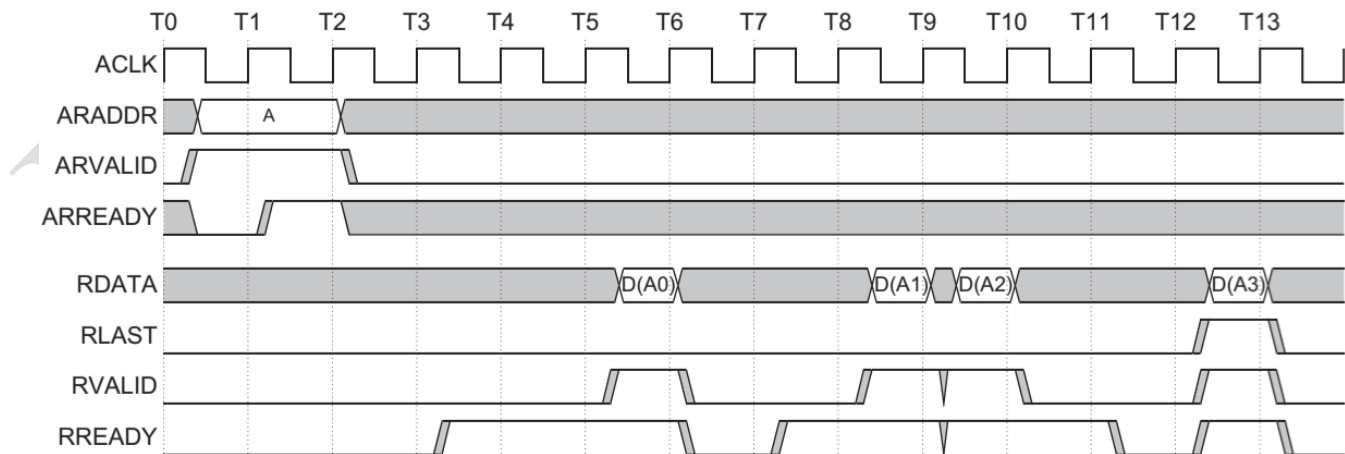 T0 T1 T2 T3 T4 T5 T6 T7 T8 T9 T10 T11 T12 T13
ACLK
ARADDR A
ARVALID
ARREADY
RDATA D(A0) D(A1) D(A2) D(A3)
RLAST
RVALID
RREADY